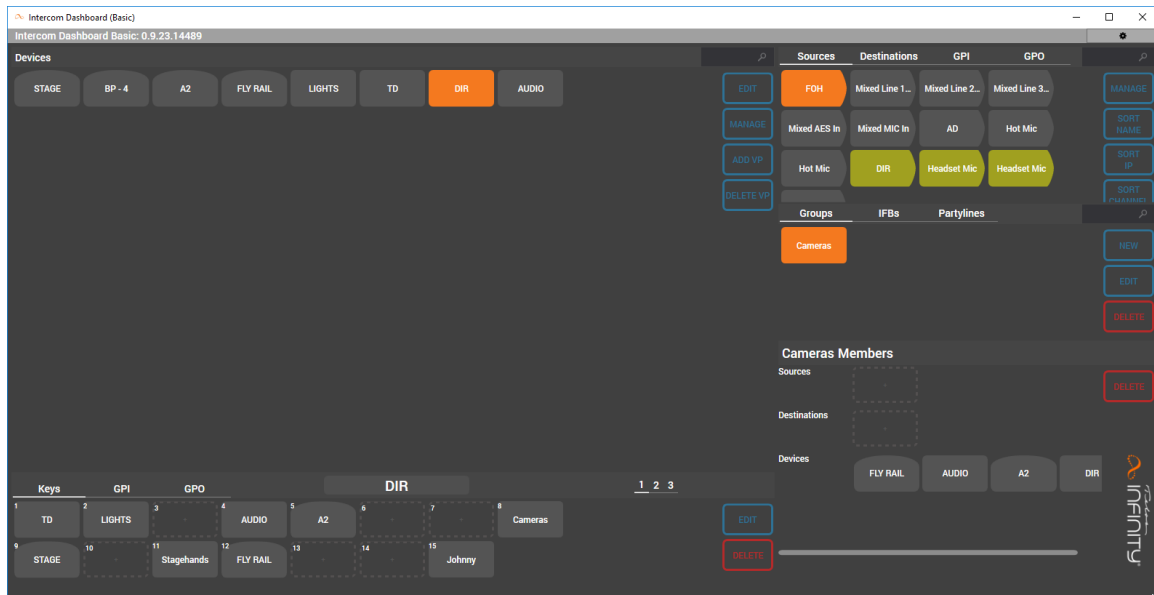 Intercom Dashboard (Basic)
Intercom Dashboard Basic: 0.9.23.14489
Devices
STAGE
BP - 4
A2
FLY RAIL
LIGHTS
TD
DIR
AUDIO
EDIT
MANAGE
ADD VP
DELETE VP
Sources Destinations GPI GPO
FOH
Mixed Line 1...
Mixed Line 2...
Mixed Line 3...
Mixed AES In
Mixed MIC In
AD
Hot Mic
Hot Mic
DIR
Headset Mic
Headset Mic
MANAGE
SORT
NAME
SORT
IP
SORT
CHANNEL
Groups IFBs Partylines
Cameras
NEW
EDIT
DELETE
Cameras Members
Sources
DELETE
Destinations
Devices
FLY RAIL
AUDIO
A2
DIR
Keys GPI GPO
DIR
1 2 3
1 TD
2 LIGHTS
3
4 AUDIO
5 A2
6
7
8 Cameras
9 STAGE
10
11 Stagehands
12 FLY RAIL
13
14
15 Johnny
EDIT
DELETE
INFINITY